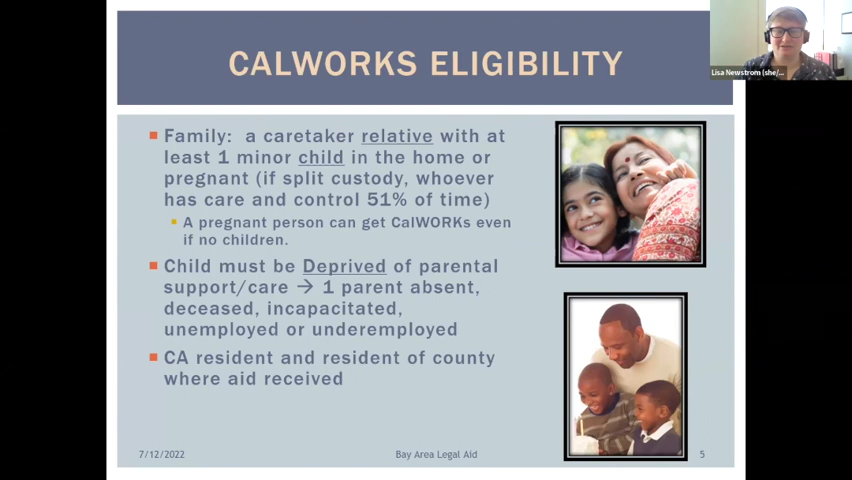 CALWORKS ELIGIBILITY
Lisa Newstrom (she/...
Family: a caretaker relative with at
least 1 minor child in the home or
pregnant (if split custody, whoever
has care and control 51% of time)
A pregnant person can get CalWORKs even
if no children.
Child must be Deprived of parental
support/care → 1 parent absent,
deceased, incapacitated,
unemployed or underemployed
CA resident and resident of county
where aid received
7/12/2022
Bay Area Legal Aid
5